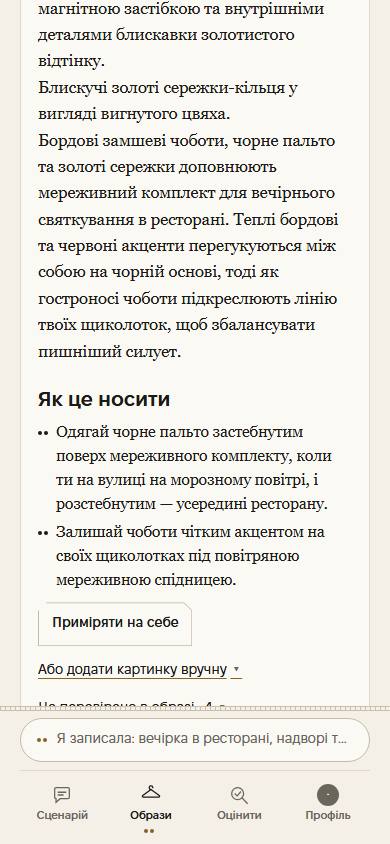 магнітною застібкою та внутрішніми
деталями блискавки золотистого
відтінку.
Блискучі золоті сережки-кільця у
вигляді вигнутого цвяха.
Бордові замшеві чоботи, чорне пальто
та золоті сережки доповнюють
мереживний комплект для вечірнього
святкування в ресторані. Теплі бордові
та червоні акценти перегукуються між
собою на чорній основі, тоді як
гостроносі чоботи підкреслюють лінію
твоїх щиколоток, щоб збалансувати
пишніший силует.
Як це носити
Одягай чорне пальто застебнутим
поверх мереживного комплекту, коли
ти на вулиці на морозному повітрі, і
розстебнутим — усередині ресторану.
Залишай чоботи чітким акцентом на
своїх щиколотках під повітряною
мереживною спідницею.
Приміряти на себе
Або додати картинку вручну
Я записала: вечірка в ресторані, надворі т...
Сценарій Образи Оцінити Профіль